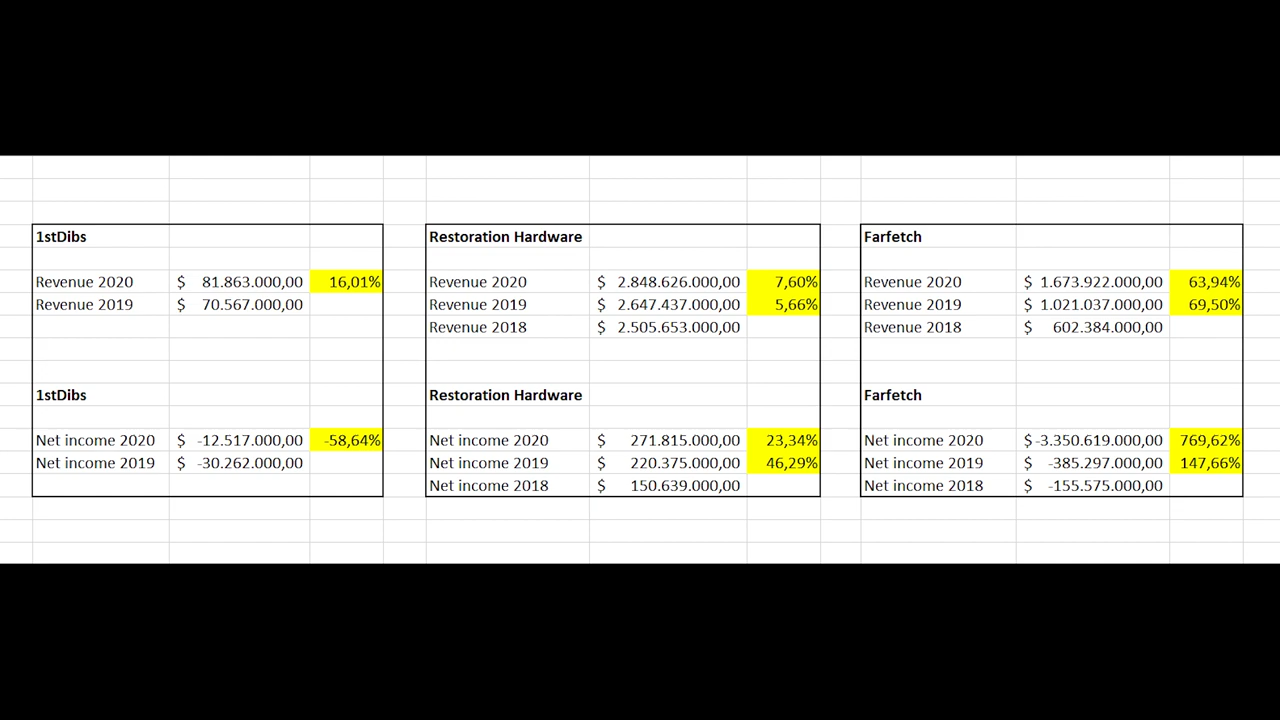 1stDibs
Revenue 2020 $ 81.863.000,00 16,01%
Revenue 2019 $ 70.567.000,00
1stDibs
Net income 2020 $ -12.517.000,00 -58,64%
Net income 2019 $ -30.262.000,00
Restoration Hardware
Revenue 2020 $ 2.848.626.000,00 7,60%
Revenue 2019 $ 2.647.437.000,00 5,66%
Revenue 2018 $ 2.505.653.000,00
Restoration Hardware
Net income 2020 $ 271.815.000,00 23,34%
Net income 2019 $ 220.375.000,00 46,29%
Net income 2018 $ 150.639.000,00
Farfetch
Revenue 2020 $ 1.673.922.000,00 63,94%
Revenue 2019 $ 1.021.037.000,00 69,50%
Revenue 2018 $ 602.384.000,00
Farfetch
Net income 2020 $ -3.350.619.000,00 769,62%
Net income 2019 $ -385.297.000,00 147,66%
Net income 2018 $ -155.575.000,00